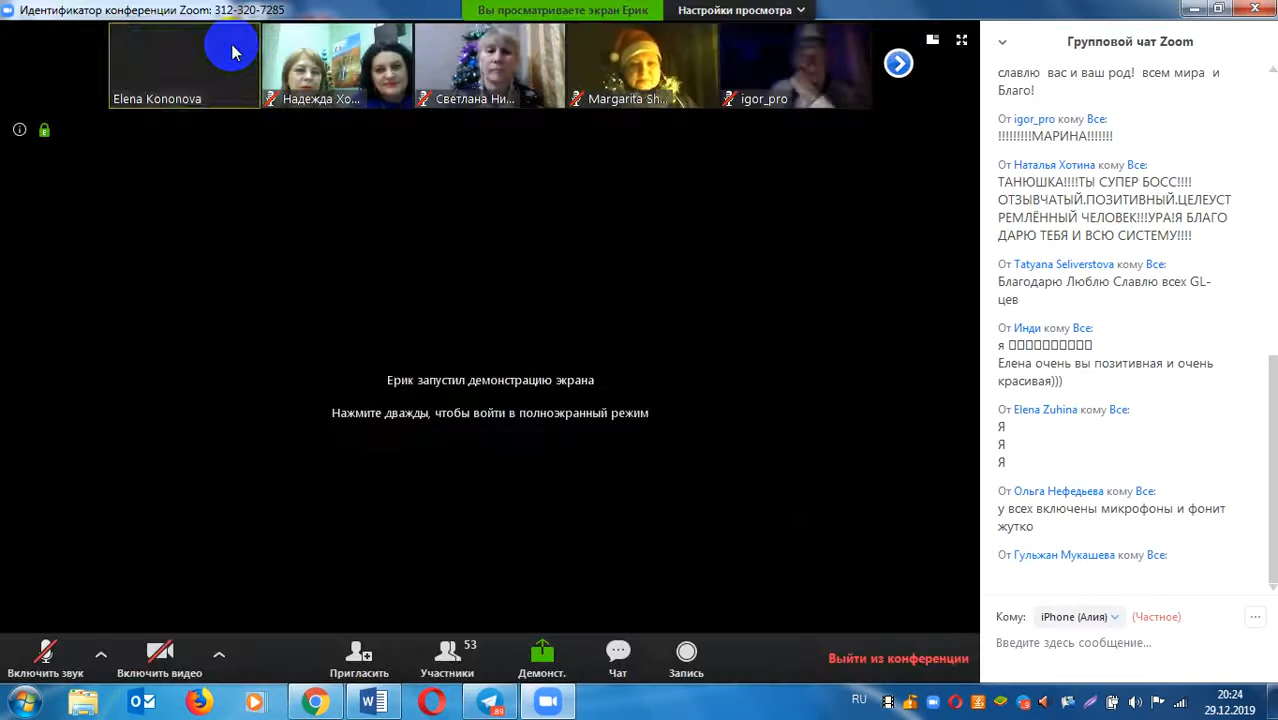 Идентификатор конференции Zoom: 312-320-7285
Вы просматриваете экран Ерик
Настройки просмотра
Elena Kononova
Надежда Хо...
Светлана Ни...
Margarita Sh...
igor_pro
Групповой чат Zoom
славлю вас и ваш род! всем мира и
Благо!
От igor_pro кому Все:
!!!!!!!!!МАРИНА!!!!!!!
От Наталья Хотина кому Все:
ТАНЮШКА!!!!ТЫ СУПЕР БОСС!!!!
ОТЗЫВЧАТЫЙ.ПОЗИТИВНЫЙ.ЦЕЛЕУСТ
РЕМЛЁННЫЙ ЧЕЛОВЕК!!!УРА!Я БЛАГО
ДАРЮ ТЕБЯ И ВСЮ СИСТЕМУ!!!!
От Tatyana Seliverstova кому Все:
Благодарю Люблю Славлю всех GL-
цев
От Инди кому Все:
я
Елена очень вы позитивная и очень
красивая)))
От Elena Zuhina кому Все:
Я
Я
Я
От Ольга Нефедьева кому Все:
у всех включены микрофоны и фонит
жутко
От Гульжан Мукашева кому Все:
Ерик запустил демонстрацию экрана
Нажмите дважды, чтобы войти в полноэкранный режим
Кому: iPhone (Алия) (Частное)
Введите здесь сообщение...
Включить звук
Включить видео
Пригласить
53
Участники
Демонст.
Чат
Запись
Выйти из конференции
89
RU
20:24
29.12.2019